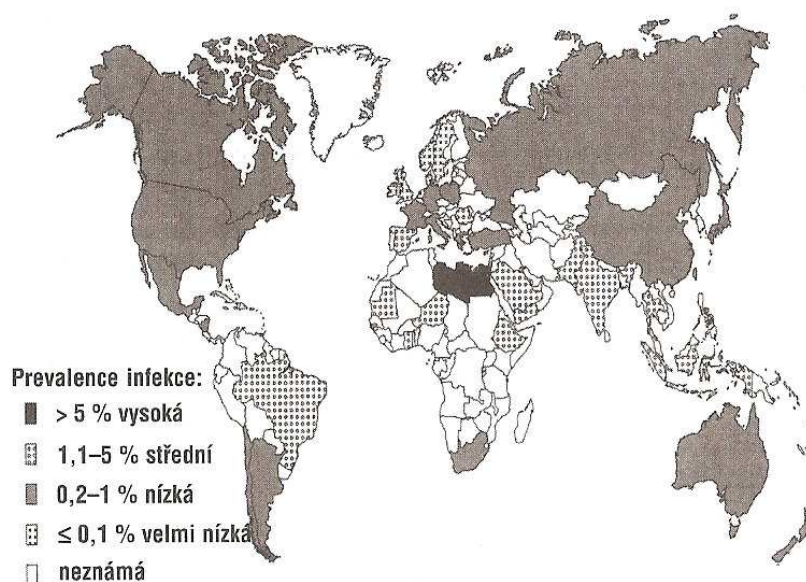 Prevalence infekce:
> 5 % vysoká
1,1–5 % střední
0,2–1 % nízká
≤ 0,1 % velmi nízká
neznámá